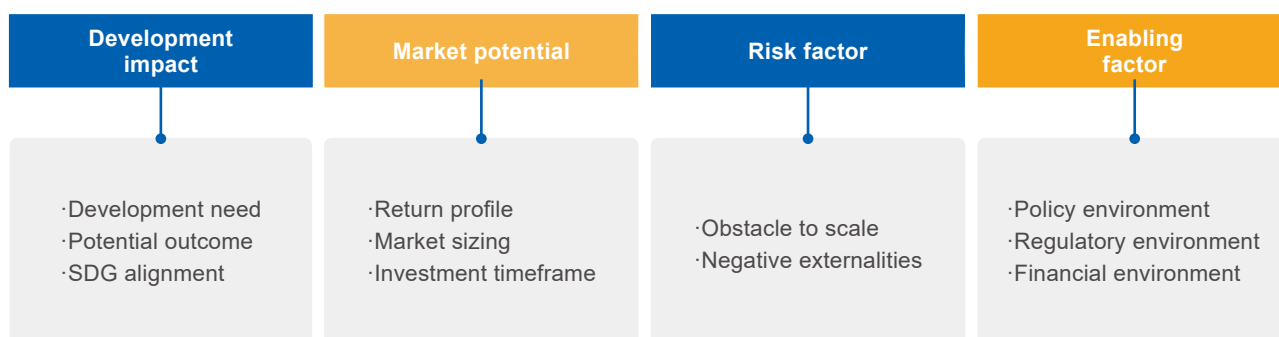 Development
impact
Market potential
Risk factor
Enabling
factor
·Development need
·Potential outcome
·SDG alignment
·Return profile
·Market sizing
·Investment timeframe
·Obstacle to scale
·Negative externalities
·Policy environment
·Regulatory environment
·Financial environment